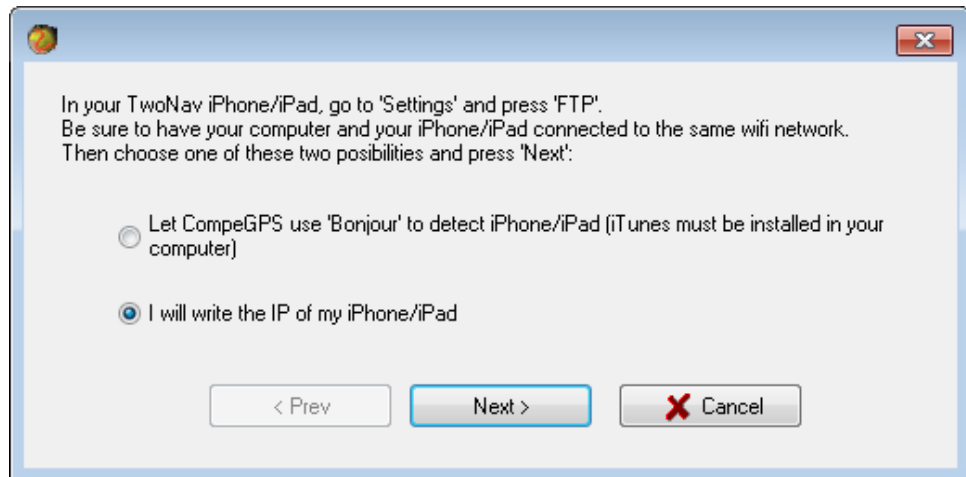 In your TwoNav iPhone/iPad, go to 'Settings' and press 'FTP'.
Be sure to have your computer and your iPhone/iPad connected to the same wifi network.
Then choose one of these two posibilities and press 'Next':
Let CompeGPS use 'Bonjour' to detect iPhone/iPad (iTunes must be installed in your
computer)
I will write the IP of my iPhone/iPad
< Prev
Next >
Cancel